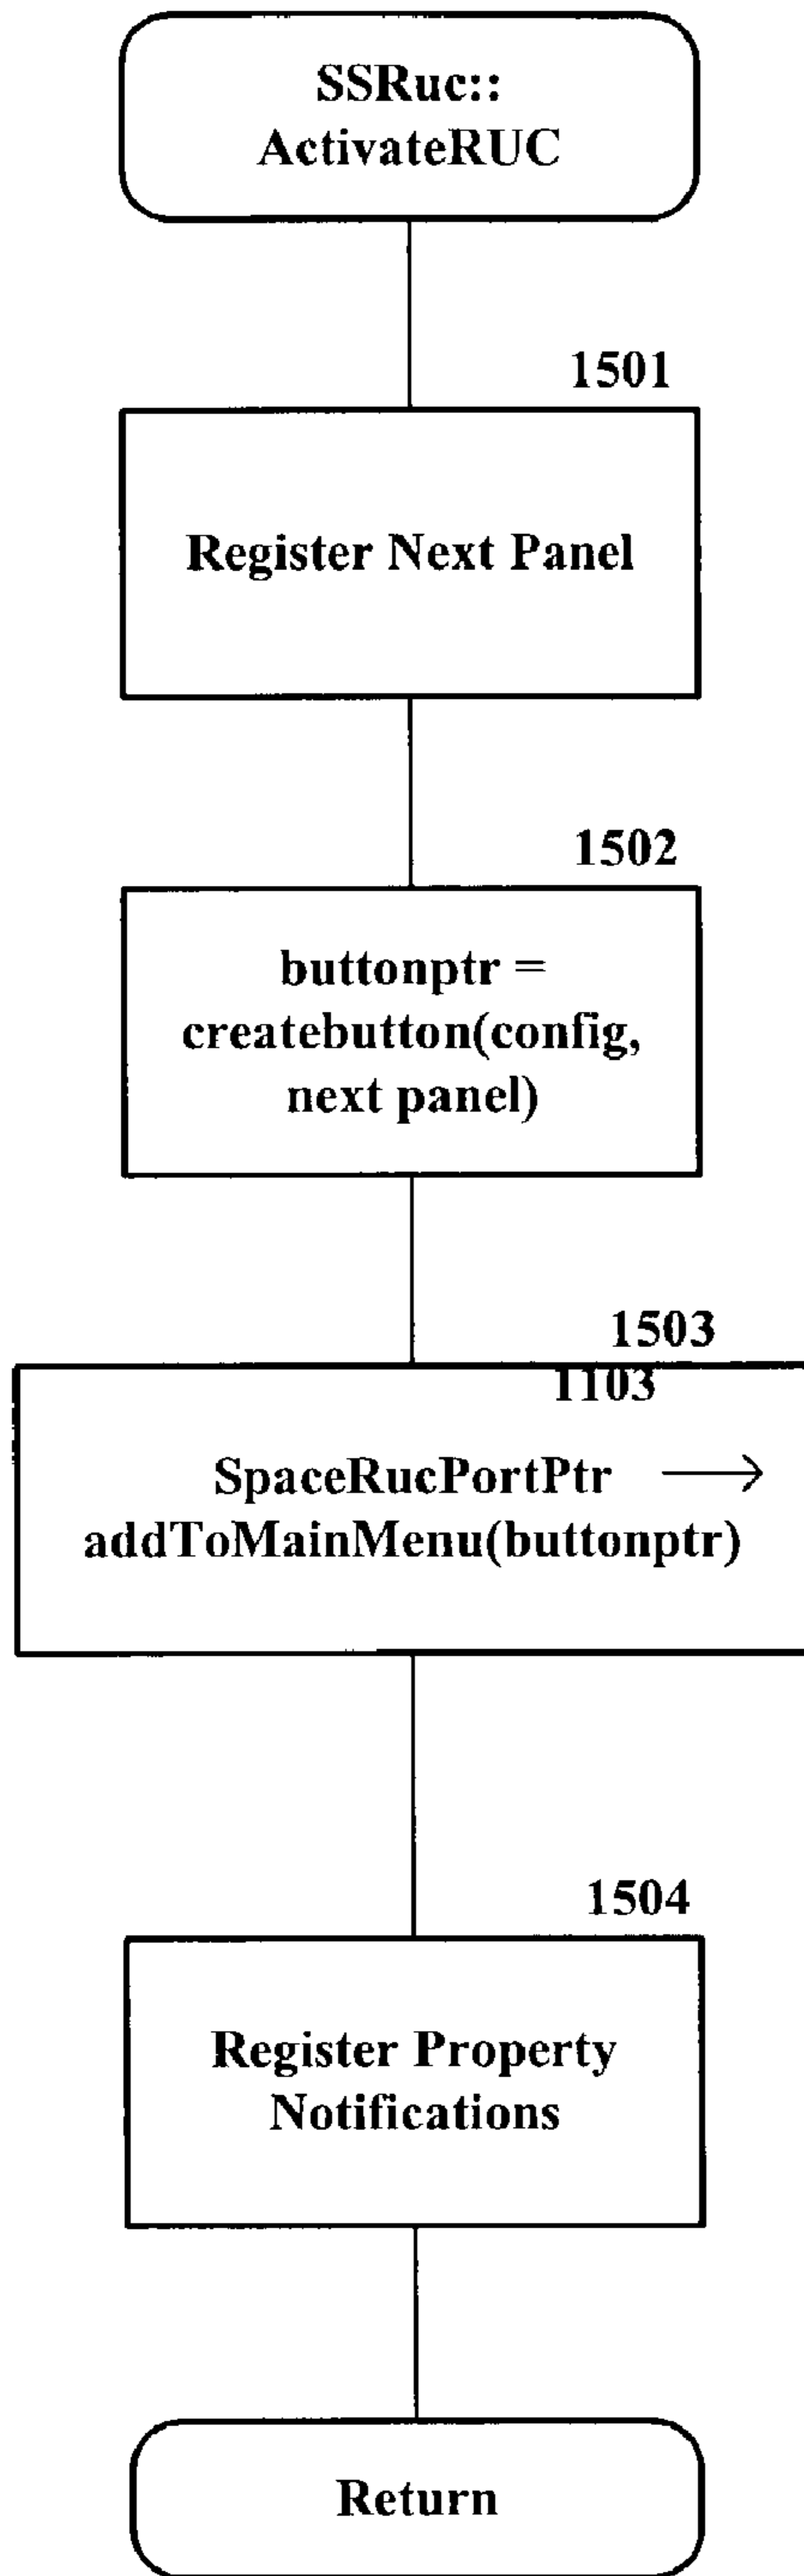 SSRuc::
ActivateRUC
1501
Register Next Panel
1502
buttonptr =
createbutton(config,
next panel)
1503
1103
SpaceRucPortPtr →
addToMainMenu(buttonptr)
1504
Register Property
Notifications
Return